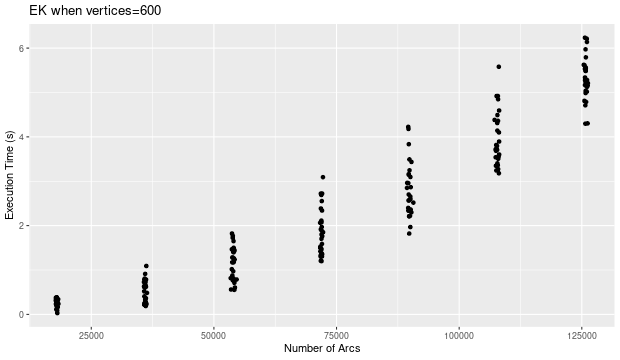 EK when vertices=600
6
4
2
0
Execution Time (s)
25000 50000 75000 100000 125000
Number of Arcs